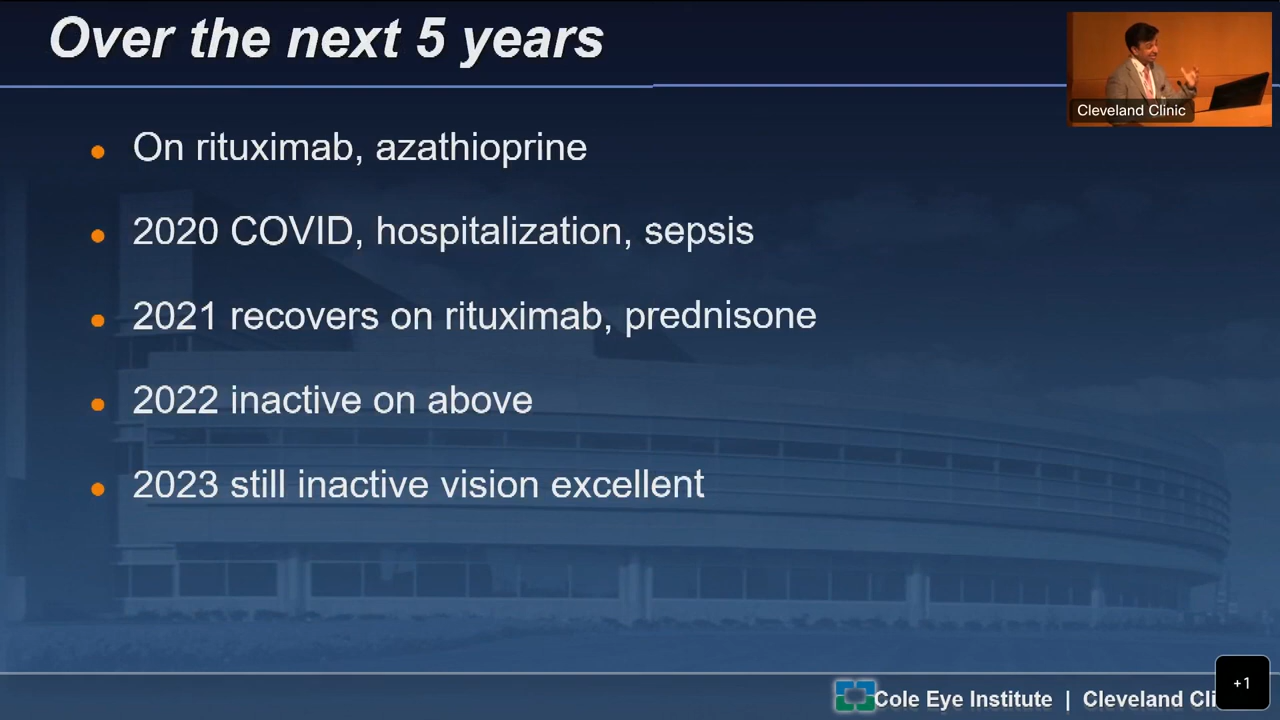 Over the next 5 years
Cleveland Clinic
On rituximab, azathioprine
2020 COVID, hospitalization, sepsis
2021 recovers on rituximab, prednisone
2022 inactive on above
2023 still inactive vision excellent
Cole Eye Institute | Cleveland Cli
+1